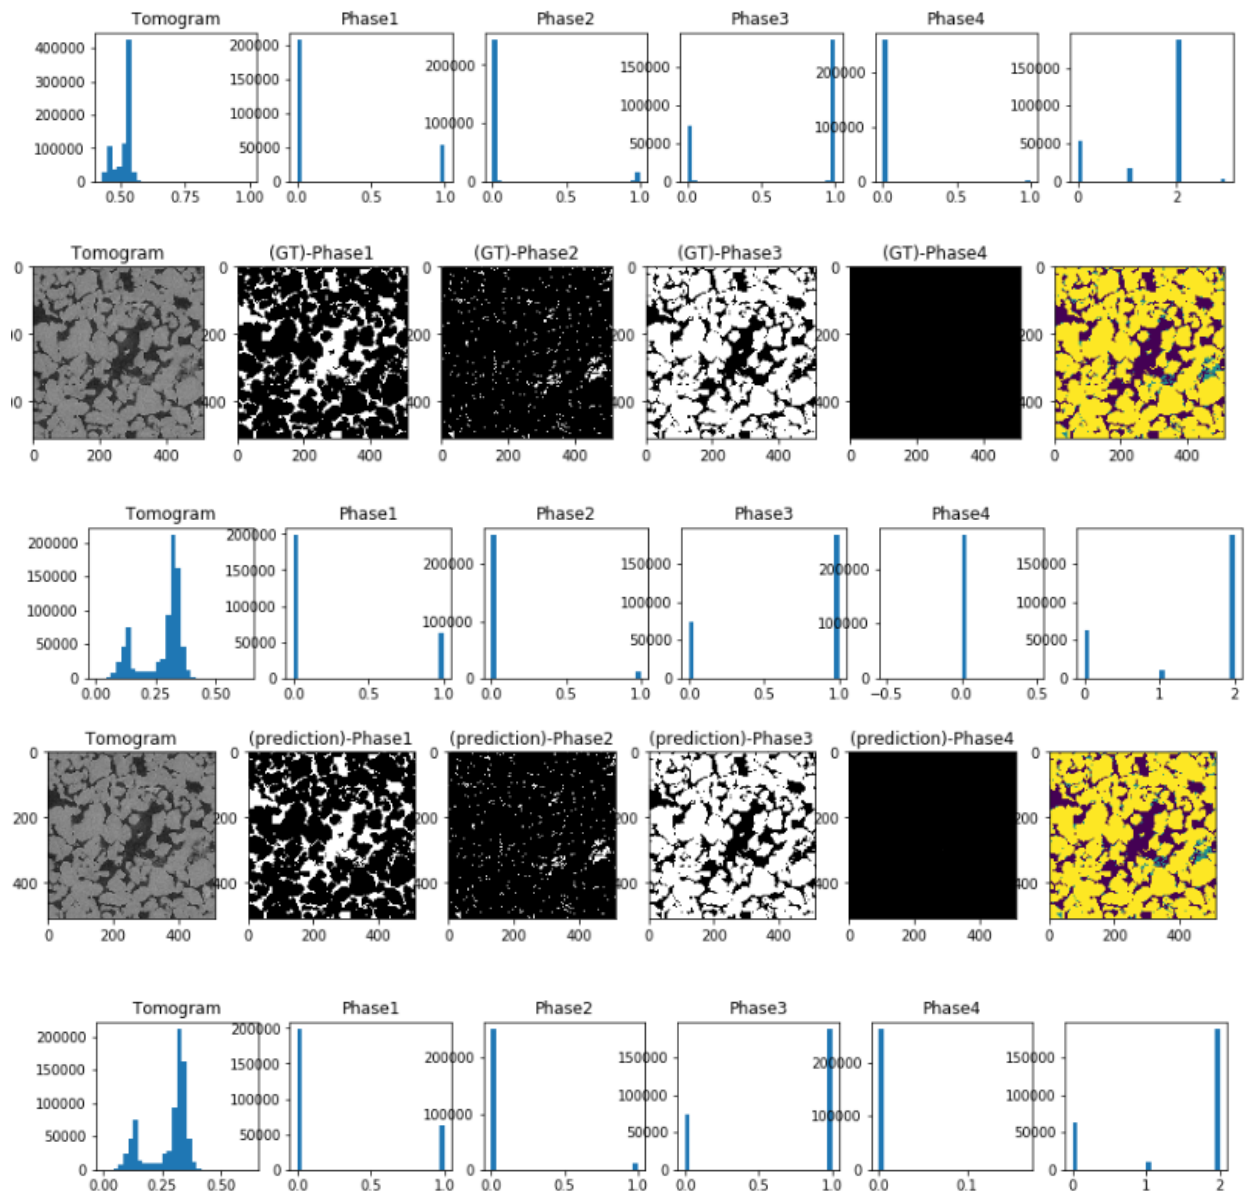 Tomogram Phase1 Phase2 Phase3 Phase4
400000 300000 200000 100000 0
200000 150000 100000 50000 0
200000 100000 0
150000 100000 50000 0
200000 100000 0
150000 100000 50000 0
0.50 0.75 1.00 0.0 0.5 1.0 0.0 0.5 1.0 0.0 0.5 1.0 0.0 0.5 1.0 0 2
Tomogram (GT)-Phase1 (GT)-Phase2 (GT)-Phase3 (GT)-Phase4
0 0 0 0 0 0
200 200 200 200 200
400 400 400 400 400
0 200 400 0 200 400 0 200 400 0 200 400 0 200 400 0 200 400
Tomogram Phase1 Phase2 Phase3 Phase4
200000 150000 100000 50000 0
200000 150000 100000 50000 0
200000 100000 0
150000 100000 50000 0
200000 100000 0
150000 100000 50000 0
0.00 0.25 0.50 0.0 0.5 1.0 0.0 0.5 1.0 0.0 0.5 1.0 −0.5 0.0 0.5 0 1 2
Tomogram (prediction)-Phase1 (prediction)-Phase2 (prediction)-Phase3 (prediction)-Phase4
0 0 0 0 0 0
200 200 200 200 200 200
400 400 400 400 400 400
0 200 400 0 200 400 0 200 400 0 200 400 0 200 400 0 200 400
Tomogram Phase1 Phase2 Phase3 Phase4
200000 150000 100000 50000 0
200000 150000 100000 50000 0
200000 100000 0
150000 100000 50000 0
200000 100000 0
150000 100000 50000 0
0.00 0.25 0.50 0.0 0.5 1.0 0.0 0.5 1.0 0.0 0.5 1.0 0.0 0.1 0 1 2